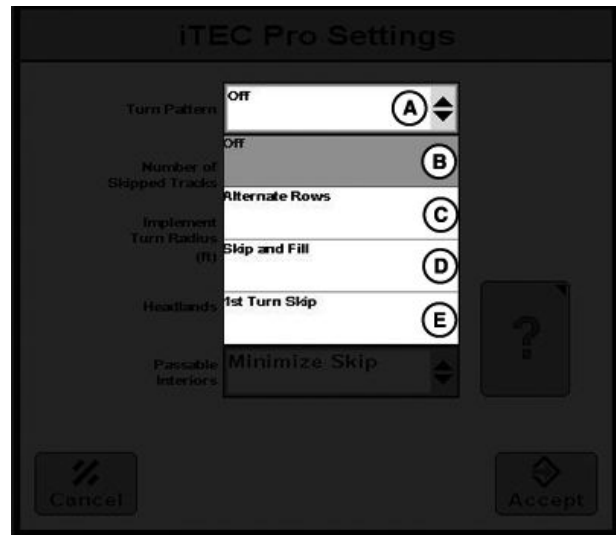 iTEC Pro Settings
Turn Pattern
Off
A
Off
B
Number of
Skipped Tracks
Alternate Rows
C
Implement
Turn Radius
(ft)
Skip and Fill
D
Headlands
1st Turn Skip
E
?
Passable
Interiors
Minimize Skip
Cancel
Accept